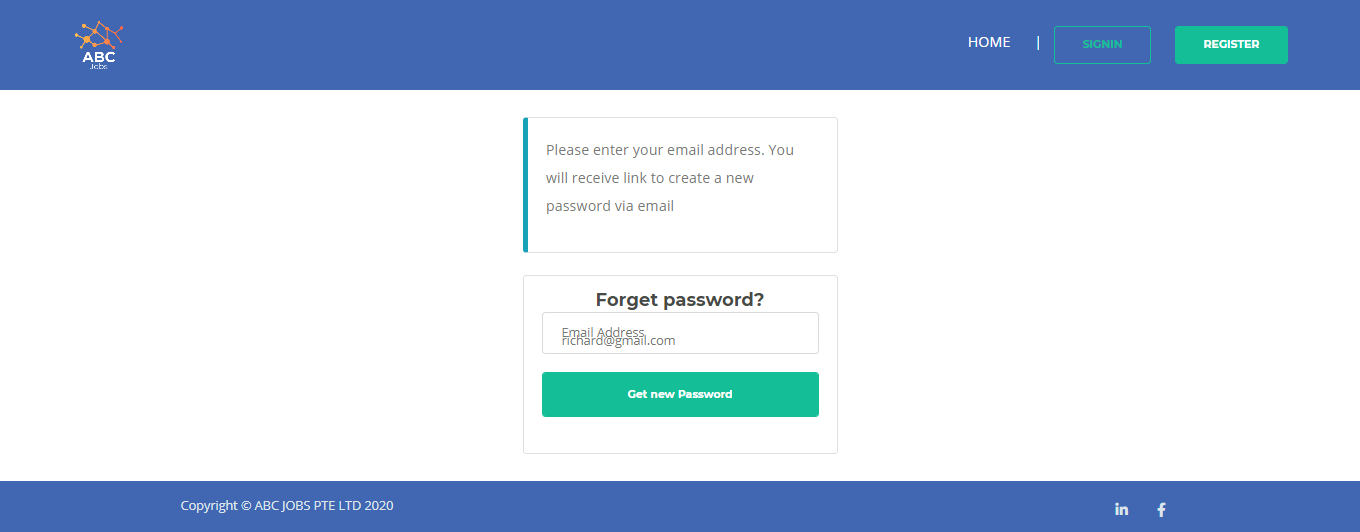 ABC
Jobs
HOME | SIGNIN REGISTER
Please enter your email address. You
will receive link to create a new
password via email
Forget password?
Email Address
richard@gmail.com
Get new Password
Copyright © ABC JOBS PTE LTD 2020